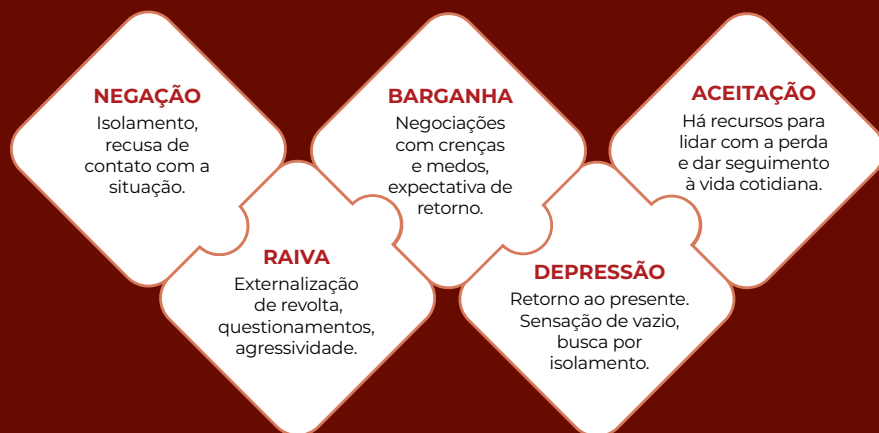 NEGAÇÃO
Isolamento,
recusa de
contato com a
situação.
RAIVA
Externalização
de revolta,
questionamentos,
agressividade.
BARGANHA
Negociações
com crenças
e medos,
expectativa de
retorno.
DEPRESSÃO
Retorno ao presente.
Sensação de vazio,
busca por
isolamento.
ACEITAÇÃO
Há recursos para
lidar com a perda
e dar seguimento
à vida cotidiana.